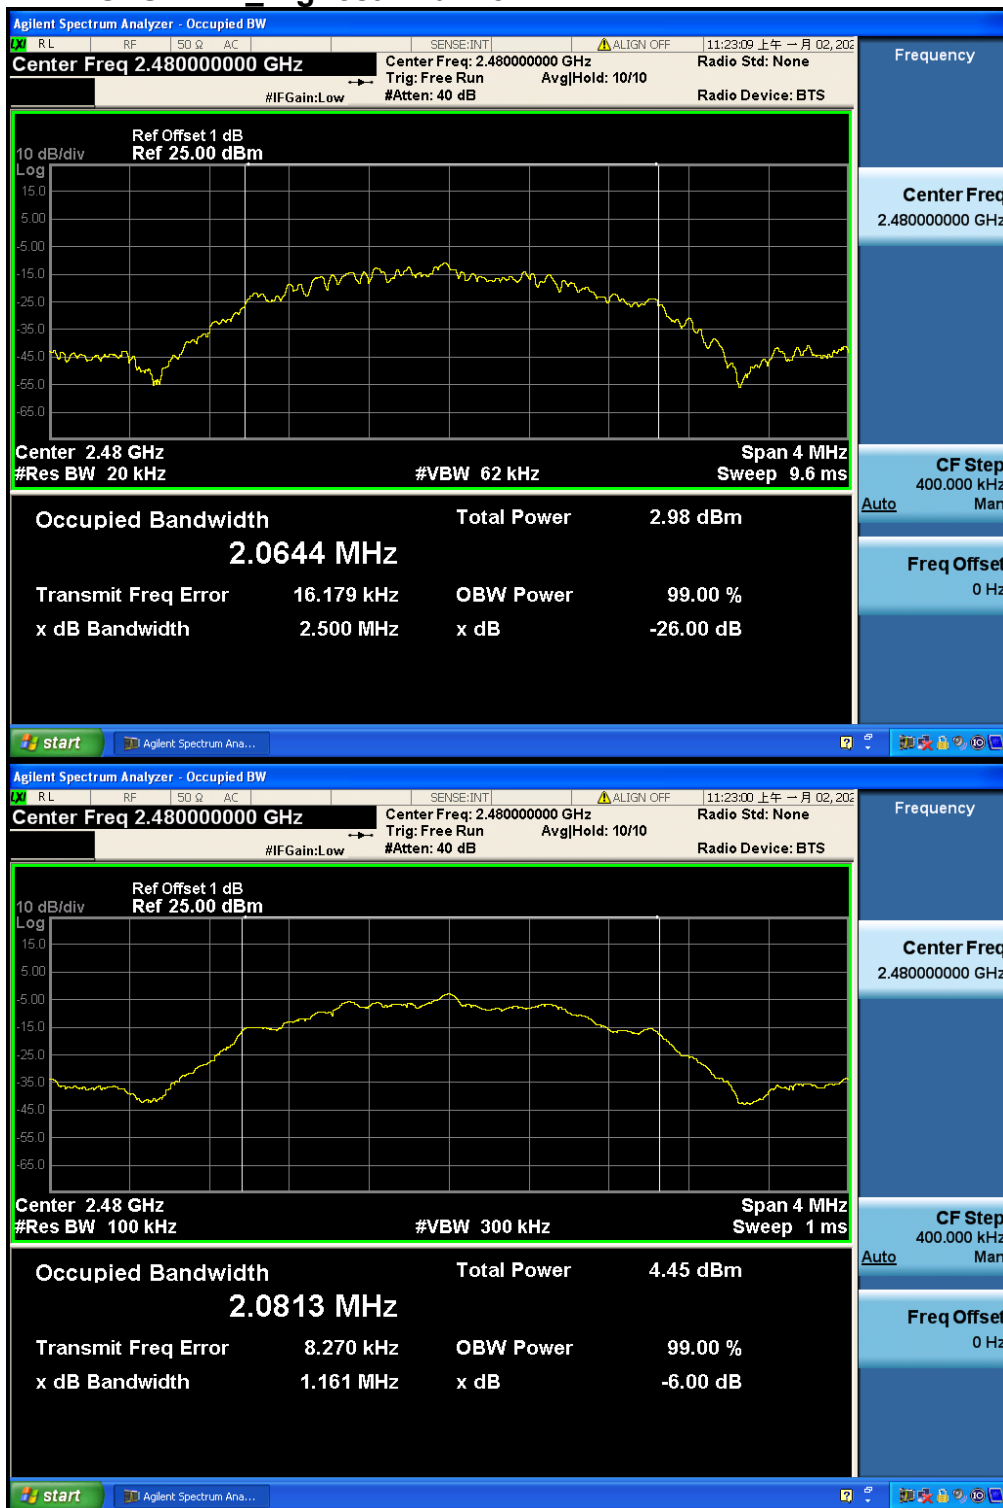 Agilent Spectrum Analyzer - Occupied BW
LXI RL RF 50 Ω AC SENSE:INT ALIGN OFF 11:23:09 上午 一月 02, 202
Center Freq 2.480000000 GHz
Center Freq: 2.480000000 GHz
Radio Std: None
Trig: Free Run Avg|Hold: 10/10
#IFGain:Low
#Atten: 40 dB
Radio Device: BTS
Frequency
Ref Offset 1 dB
10 dB/div Ref 25.00 dBm
Log
15.0
5.00
-5.00
-15.0
-25.0
-35.0
-45.0
-55.0
-65.0
Center 2.48 GHz
Span 4 MHz
#Res BW 20 kHz
#VBW 62 kHz
Sweep 9.6 ms
Occupied Bandwidth
2.0644 MHz
Total Power 2.98 dBm
Transmit Freq Error 16.179 kHz
OBW Power 99.00 %
x dB Bandwidth 2.500 MHz
x dB -26.00 dB
Center Freq
2.480000000 GHz
CF Step
400.000 kHz
Auto Man
Freq Offset
0 Hz
start
Agilent Spectrum Ana...
Agilent Spectrum Analyzer - Occupied BW
LXI RL RF 50 Ω AC SENSE:INT ALIGN OFF 11:23:00 上午 一月 02, 202
Center Freq 2.480000000 GHz
Center Freq: 2.480000000 GHz
Radio Std: None
Trig: Free Run Avg|Hold: 10/10
#IFGain:Low
#Atten: 40 dB
Radio Device: BTS
Frequency
Ref Offset 1 dB
10 dB/div Ref 25.00 dBm
Log
15.0
5.00
-5.00
-15.0
-25.0
-35.0
-45.0
-55.0
-65.0
Center 2.48 GHz
Span 4 MHz
#Res BW 100 kHz
#VBW 300 kHz
Sweep 1 ms
Occupied Bandwidth
2.0813 MHz
Total Power 4.45 dBm
Transmit Freq Error 8.270 kHz
OBW Power 99.00 %
x dB Bandwidth 1.161 MHz
x dB -6.00 dB
Center Freq
2.480000000 GHz
CF Step
400.000 kHz
Auto Man
Freq Offset
0 Hz
start
Agilent Spectrum Ana...